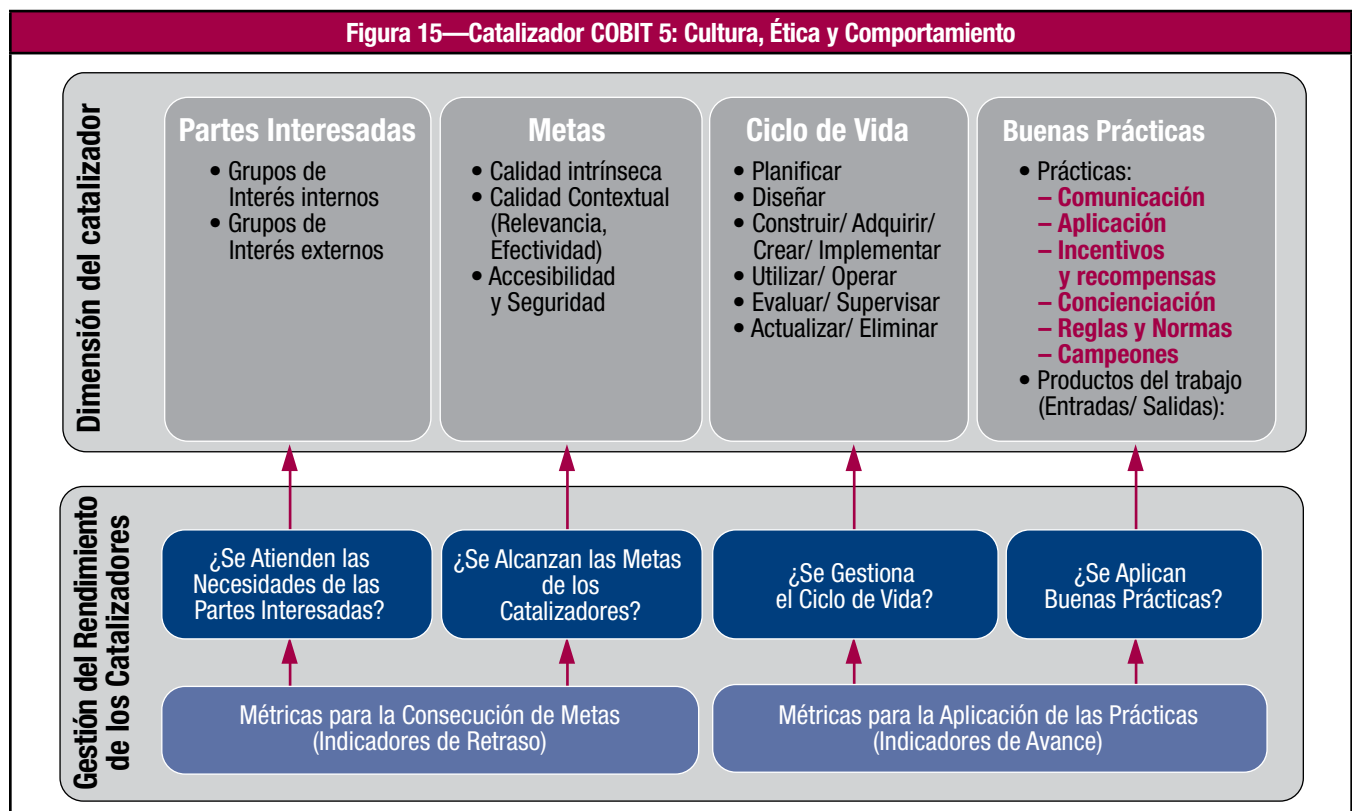 Figura 15—Catalizador COBIT 5: Cultura, Ética y Comportamiento
Dimensión del catalizador
Partes Interesadas
• Grupos de
Interés internos
• Grupos de
Interés externos
Metas
• Calidad intrínseca
• Calidad Contextual
(Relevancia,
Efectividad)
• Accesibilidad
y Seguridad
Ciclo de Vida
• Planificar
• Diseñar
• Construir/ Adquirir/
Crear/ Implementar
• Utilizar/ Operar
• Evaluar/ Supervisar
• Actualizar/ Eliminar
Buenas Prácticas
• Prácticas:
– Comunicación
– Aplicación
– Incentivos
y recompensas
– Concienciación
– Reglas y Normas
– Campeones
• Productos del trabajo
(Entradas/ Salidas):
Gestión del Rendimiento
de los Catalizadores
¿Se Atienden las
Necesidades de las
Partes Interesadas?
¿Se Alcanzan las Metas
de los
Catalizadores?
¿Se Gestiona
el Ciclo de Vida?
¿Se Aplican
Buenas Prácticas?
Métricas para la Consecución de Metas
(Indicadores de Retraso)
Métricas para la Aplicación de las Prácticas
(Indicadores de Avance)